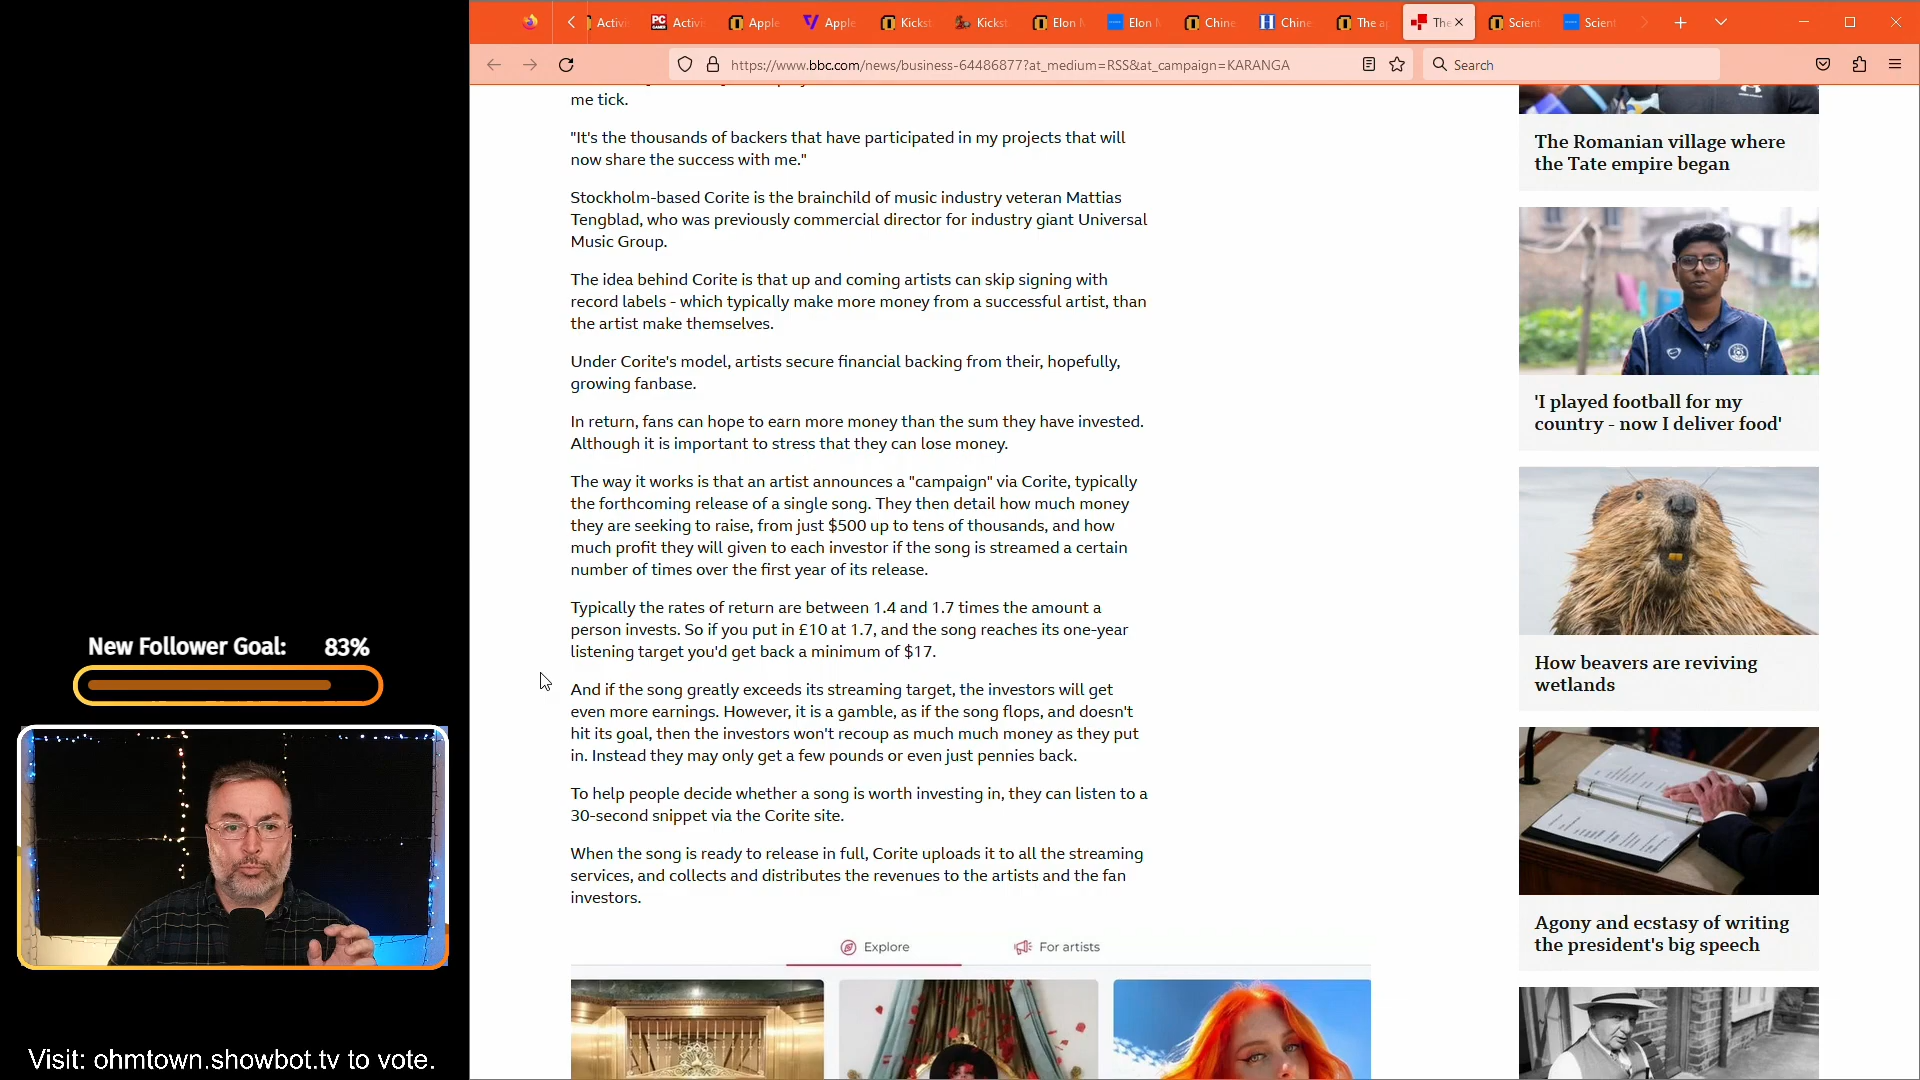 Activi
Activi
Apple
Apple
Kickst
Kickst
Elon M
Elon M
Chine
Chine
The ap
The
Scient
Scient
https://www.bbc.com/news/business-64486877?at_medium=RSS&at_campaign=KARANGA
Search
me tick.
"It's the thousands of backers that have participated in my projects that will
now share the success with me."
Stockholm-based Corite is the brainchild of music industry veteran Mattias
Tengblad, who was previously commercial director for industry giant Universal
Music Group.
The idea behind Corite is that up and coming artists can skip signing with
record labels - which typically make more money from a successful artist, than
the artist make themselves.
Under Corite's model, artists secure financial backing from their, hopefully,
growing fanbase.
In return, fans can hope to earn more money than the sum they have invested.
Although it is important to stress that they can lose money.
The way it works is that an artist announces a "campaign" via Corite, typically
the forthcoming release of a single song. They then detail how much money
they are seeking to raise, from just $500 up to tens of thousands, and how
much profit they will given to each investor if the song is streamed a certain
number of times over the first year of its release.
Typically the rates of return are between 1.4 and 1.7 times the amount a
person invests. So if you put in £10 at 1.7, and the song reaches its one-year
listening target you'd get back a minimum of $17.
And if the song greatly exceeds its streaming target, the investors will get
even more earnings. However, it is a gamble, as if the song flops, and doesn't
hit its goal, then the investors won't recoup as much much money as they put
in. Instead they may only get a few pounds or even just pennies back.
To help people decide whether a song is worth investing in, they can listen to a
30-second snippet via the Corite site.
When the song is ready to release in full, Corite uploads it to all the streaming
services, and collects and distributes the revenues to the artists and the fan
investors.
Explore
For artists
The Romanian village where
the Tate empire began
'I played football for my
country - now I deliver food'
How beavers are reviving
wetlands
Agony and ecstasy of writing
the president's big speech
New Follower Goal: 83%
Visit: ohmtown.showbot.tv to vote.